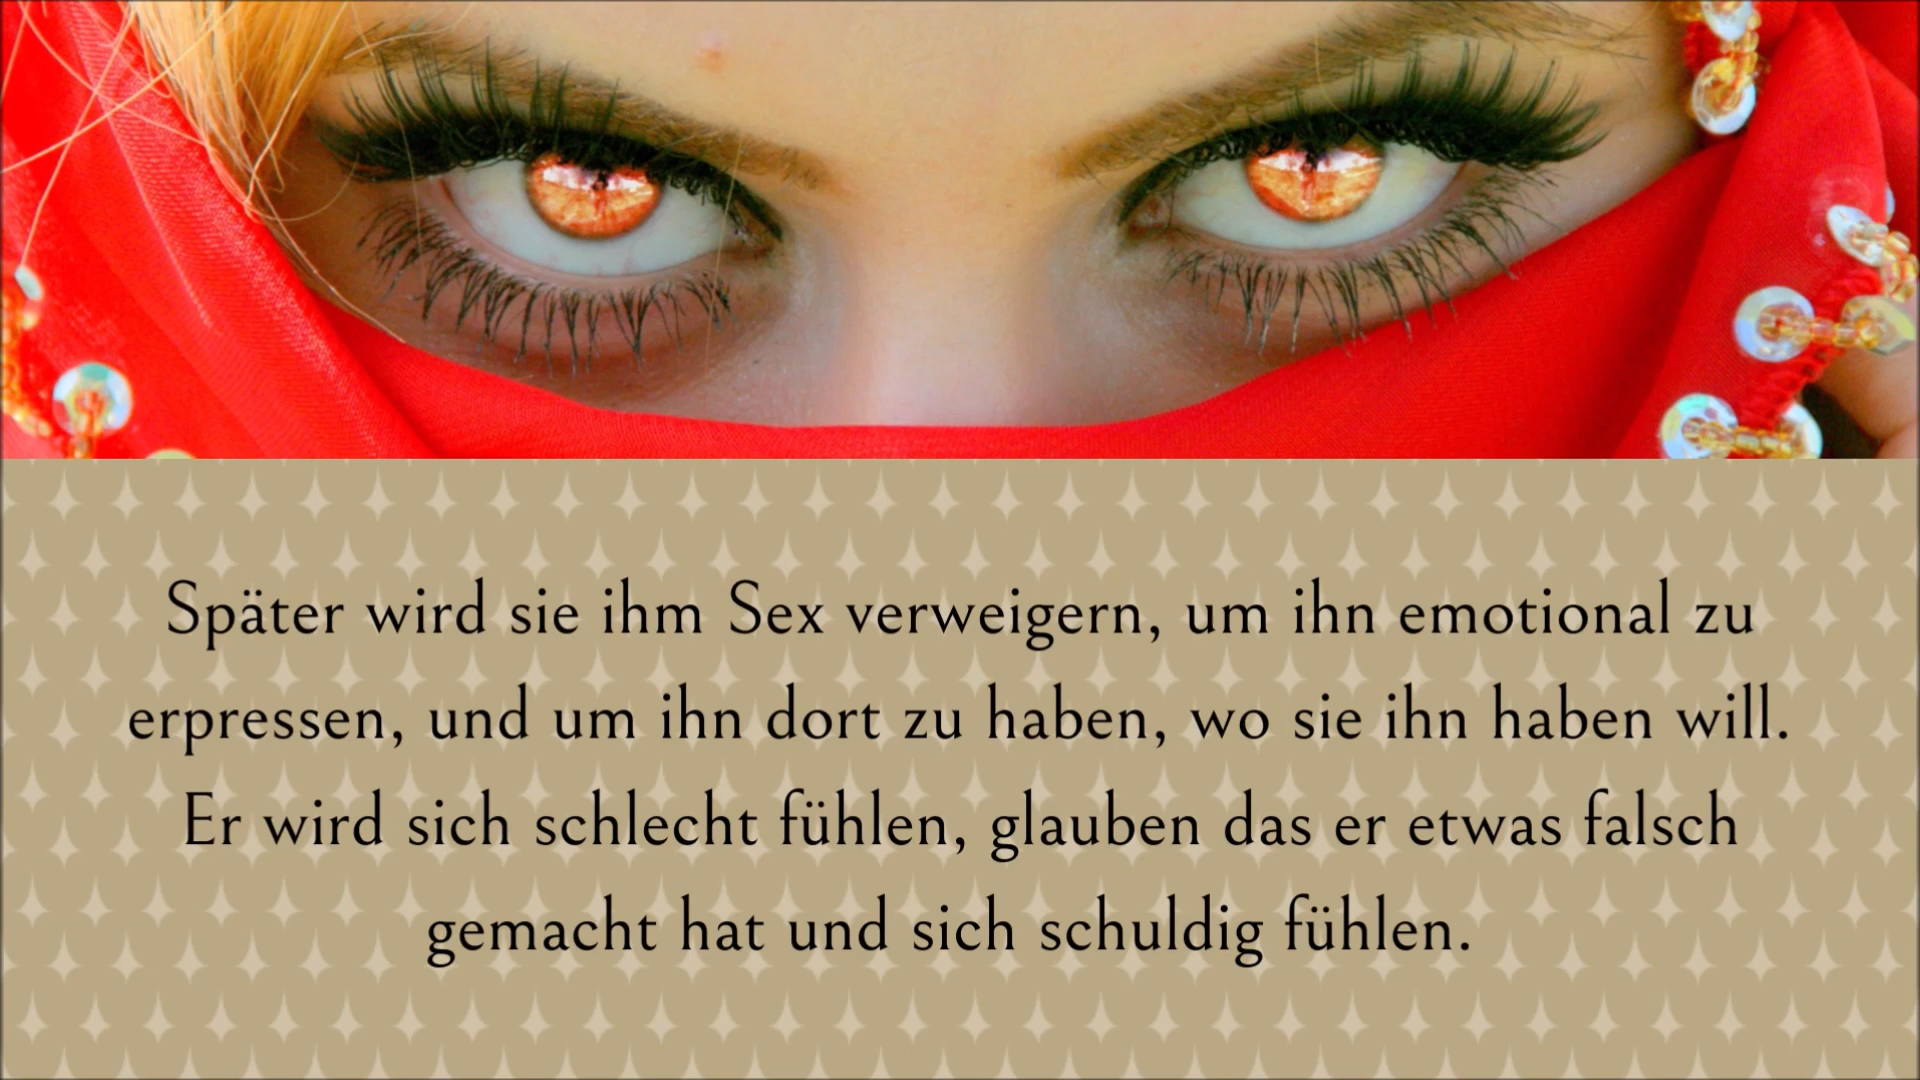 Später wird sie ihm Sex verweigern, um ihn emotional zu
erpressen, und um ihn dort zu haben, wo sie ihn haben will.
Er wird sich schlecht fühlen, glauben das er etwas falsch
gemacht hat und sich schuldig fühlen.